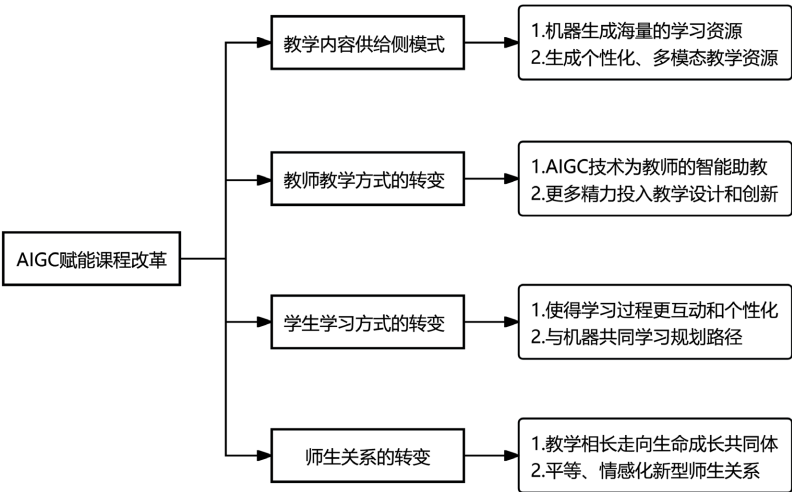 AIGC赋能课程改革
教学内容供给侧模式
1.机器生成海量的学习资源
2.生成个性化、多模态教学资源
教师教学方式的转变
1.AIGC技术为教师的智能助教
2.更多精力投入教学设计和创新
学生学习方式的转变
1.使得学习过程更互动和个性化
2.与机器共同学习规划路径
师生关系的转变
1.教学相长走向生命成长共同体
2.平等、情感化新型师生关系